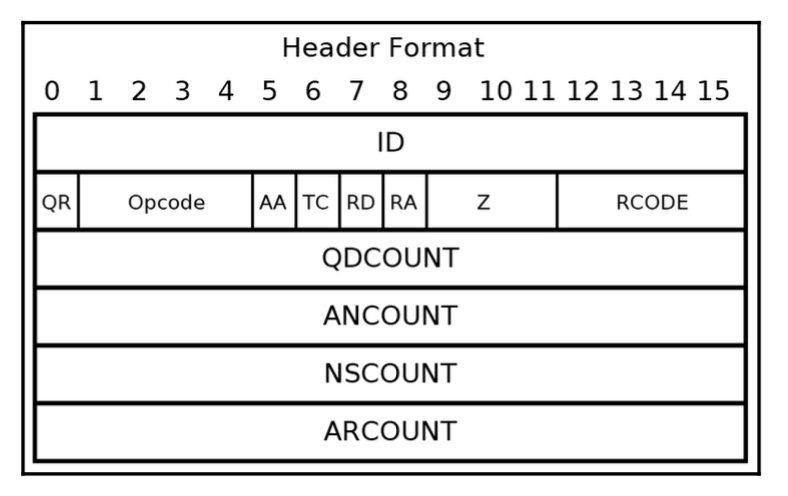 Header Format
0 1 2 3 4 5 6 7 8 9 10 11 12 13 14 15
ID
QR Opcode AA TC RD RA Z RCODE
QDCOUNT
ANCOUNT
NSCOUNT
ARCOUNT